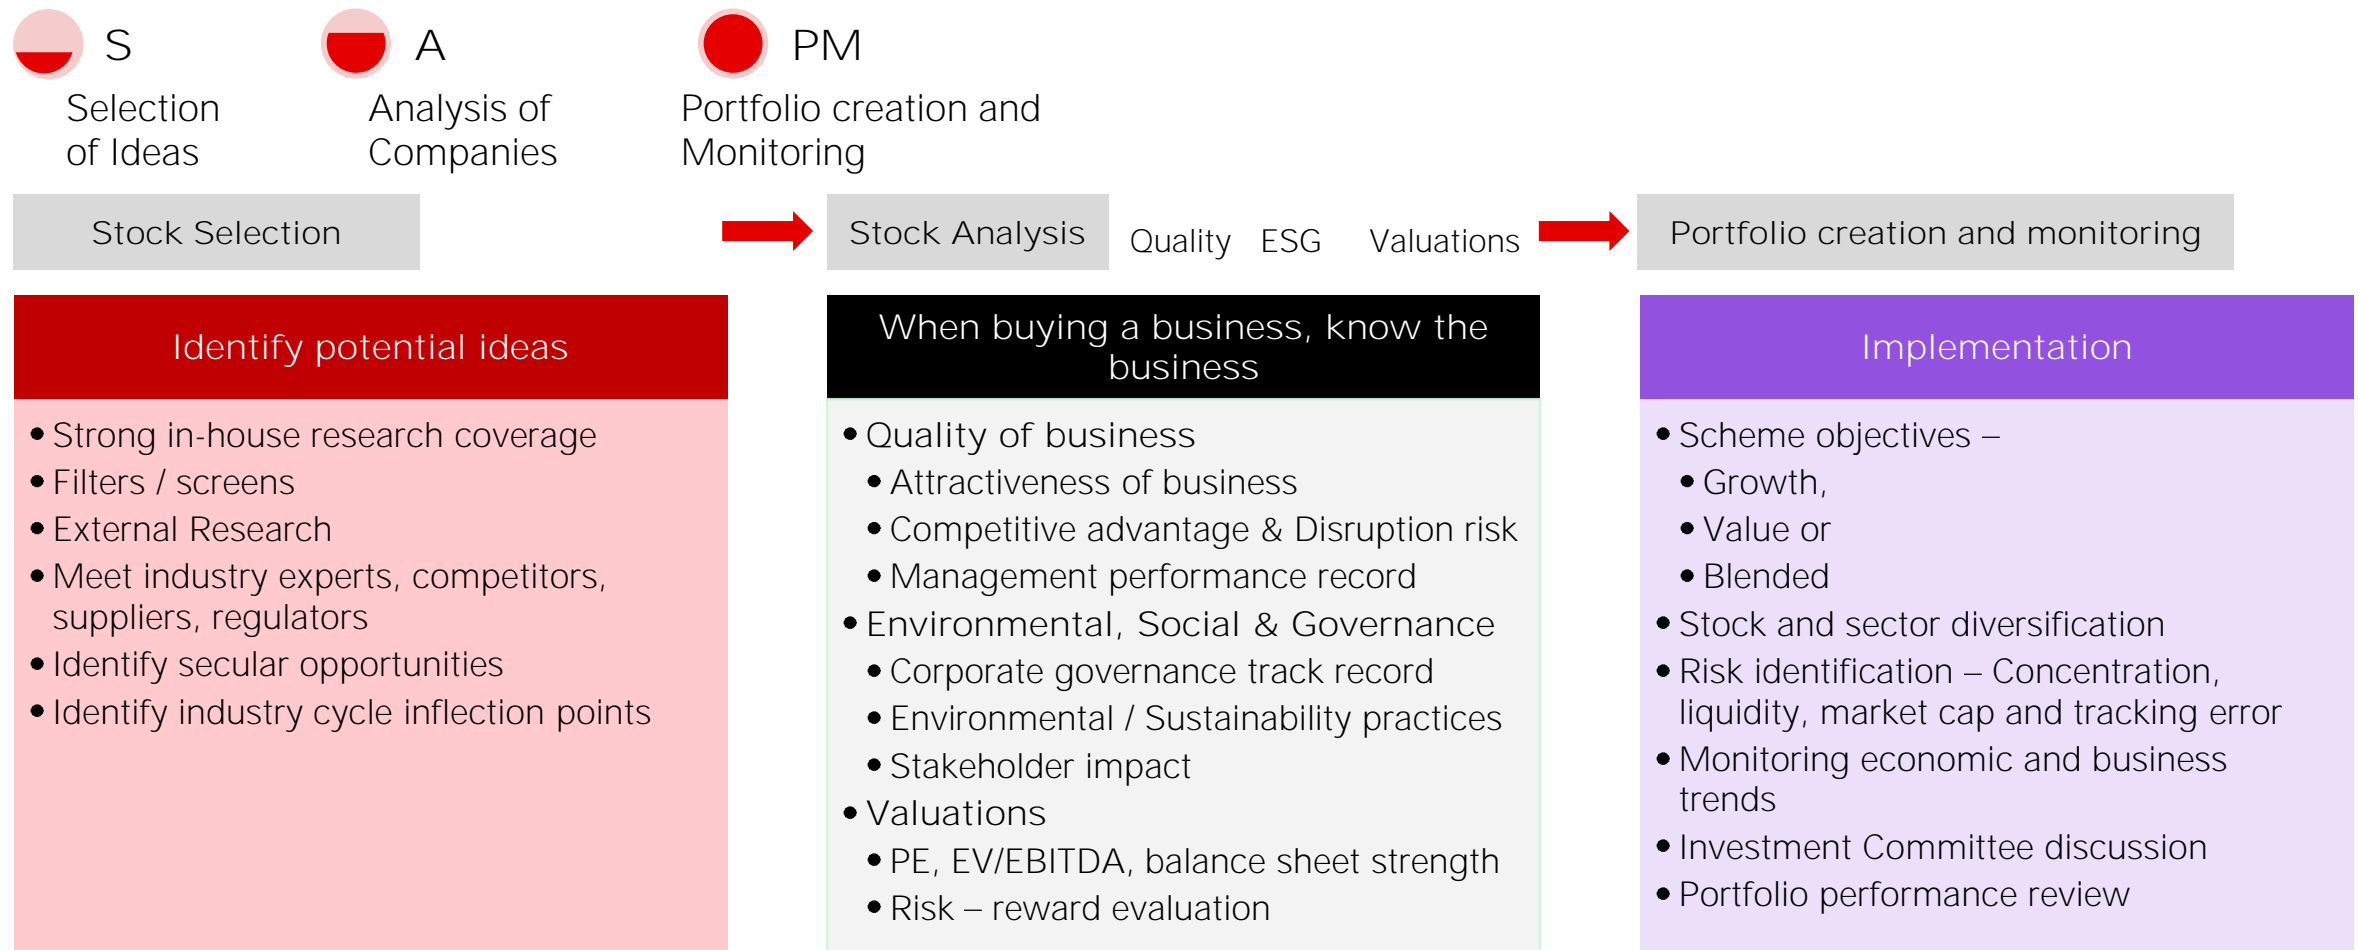 S
Selection
of Ideas
A
Analysis of
Companies
PM
Portfolio creation and
Monitoring
Stock Selection
Stock Analysis
Quality
ESG
Valuations
Portfolio creation and monitoring
Identify potential ideas
• Strong in-house research coverage
• Filters / screens
• External Research
• Meet industry experts, competitors,
suppliers, regulators
• Identify secular opportunities
• Identify industry cycle inflection points
When buying a business, know the
business
• Quality of business
• Attractiveness of business
• Competitive advantage & Disruption risk
• Management performance record
• Environmental, Social & Governance
• Corporate governance track record
• Environmental / Sustainability practices
• Stakeholder impact
• Valuations
• PE, EV/EBITDA, balance sheet strength
• Risk – reward evaluation
Implementation
• Scheme objectives –
• Growth,
• Value or
• Blended
• Stock and sector diversification
• Risk identification – Concentration,
liquidity, market cap and tracking error
• Monitoring economic and business
trends
• Investment Committee discussion
• Portfolio performance review